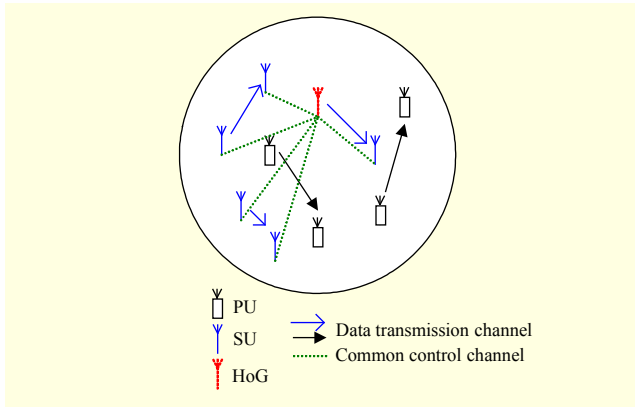 PU
SU
HoG
Data transmission channel
Common control channel